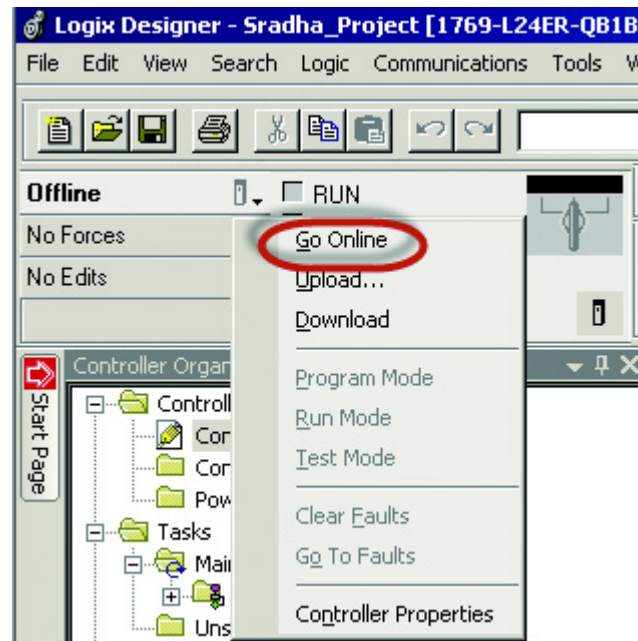 Logix Designer - Sradha_Project [1769-L24ER-QB1B
File Edit View Search Logic Communications Tools
Offline RUN
No Forces
No Edits
Go Online
Upload...
Download
Program Mode
Run Mode
Test Mode
Clear Faults
Go To Faults
Controller Properties
Start Page
Controller Organ
Controll
Con
Con
Pow
Tasks
Mai
Uns